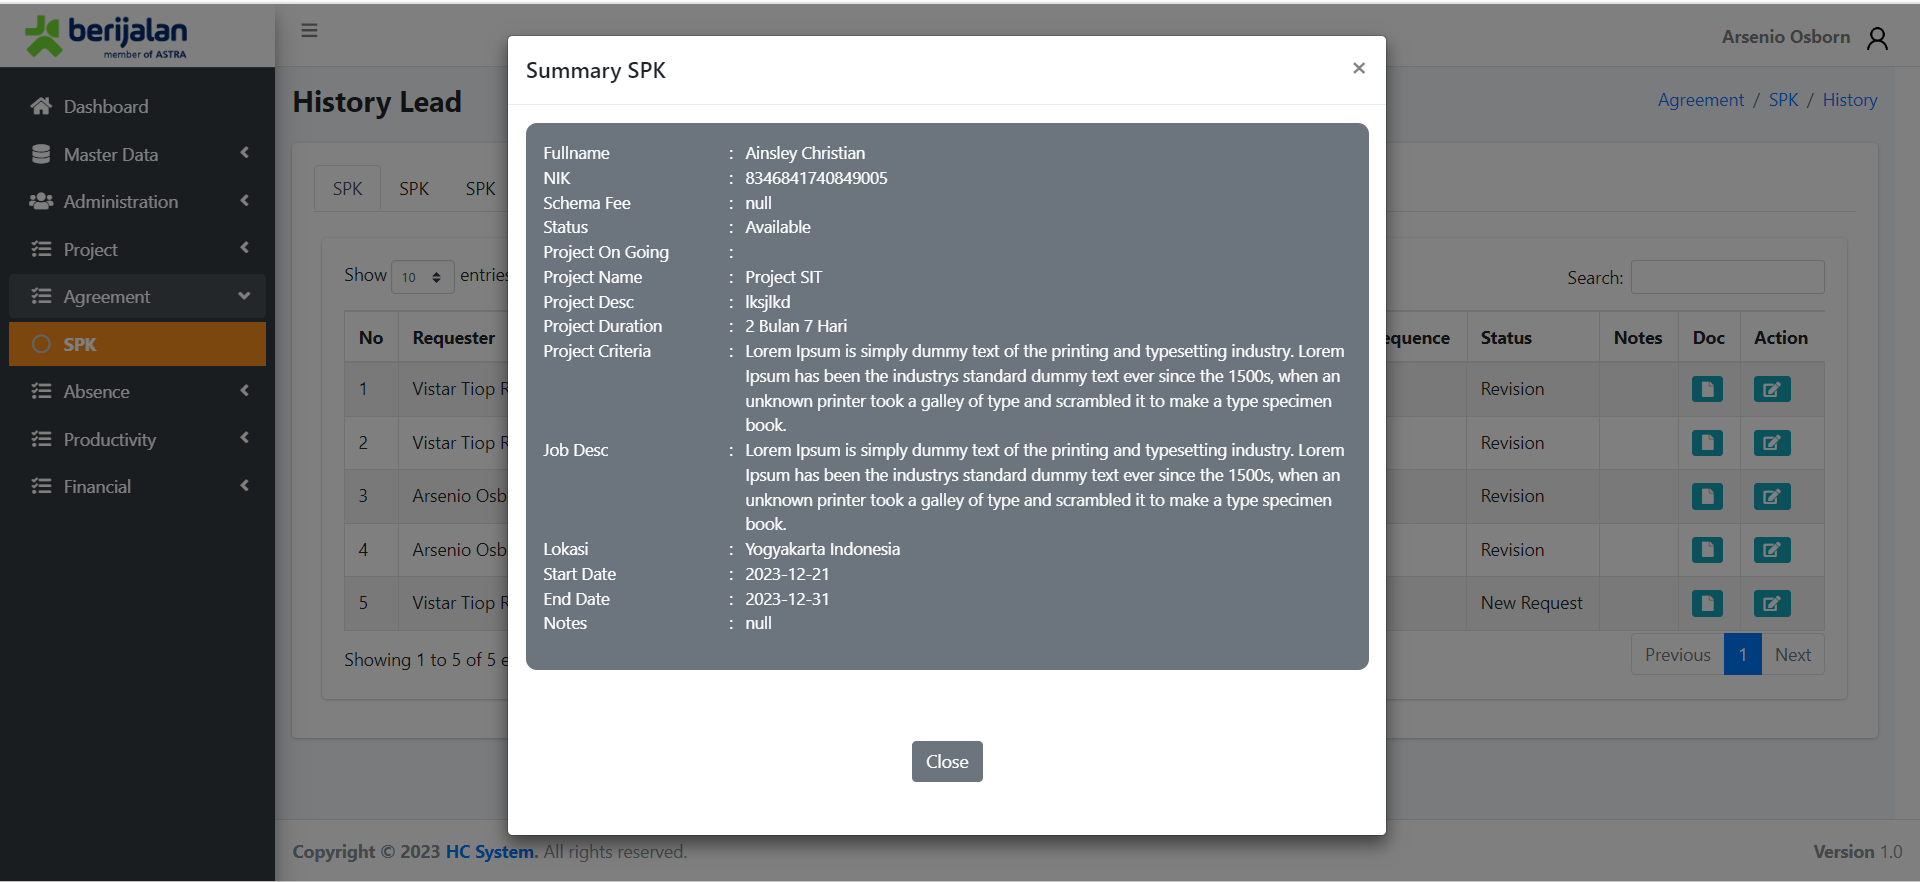 berijalan
member of ASTRA
Arsenio Osborn
Dashboard
Master Data
Administration
Project
Agreement
SPK
Absence
Productivity
Financial
History Lead
Agreement / SPK / History
SPK SPK SPK
Show 10 entries
Search:
No Requester equence Status Notes Doc Action
1 Vistar Tiop R Revision
2 Vistar Tiop R Revision
3 Arsenio Osb Revision
4 Arsenio Osb Revision
5 Vistar Tiop R New Request
Showing 1 to 5 of 5 e
Previous 1 Next
Summary SPK
×
Fullname : Ainsley Christian
NIK : 8346841740849005
Schema Fee : null
Status : Available
Project On Going :
Project Name : Project SIT
Project Desc : lksjlkd
Project Duration : 2 Bulan 7 Hari
Project Criteria : Lorem Ipsum is simply dummy text of the printing and typesetting industry. Lorem
Ipsum has been the industrys standard dummy text ever since the 1500s, when an
unknown printer took a galley of type and scrambled it to make a type specimen
book.
Job Desc : Lorem Ipsum is simply dummy text of the printing and typesetting industry. Lorem
Ipsum has been the industrys standard dummy text ever since the 1500s, when an
unknown printer took a galley of type and scrambled it to make a type specimen
book.
Lokasi : Yogyakarta Indonesia
Start Date : 2023-12-21
End Date : 2023-12-31
Notes : null
Close
Copyright © 2023 HC System. All rights reserved.
Version 1.0